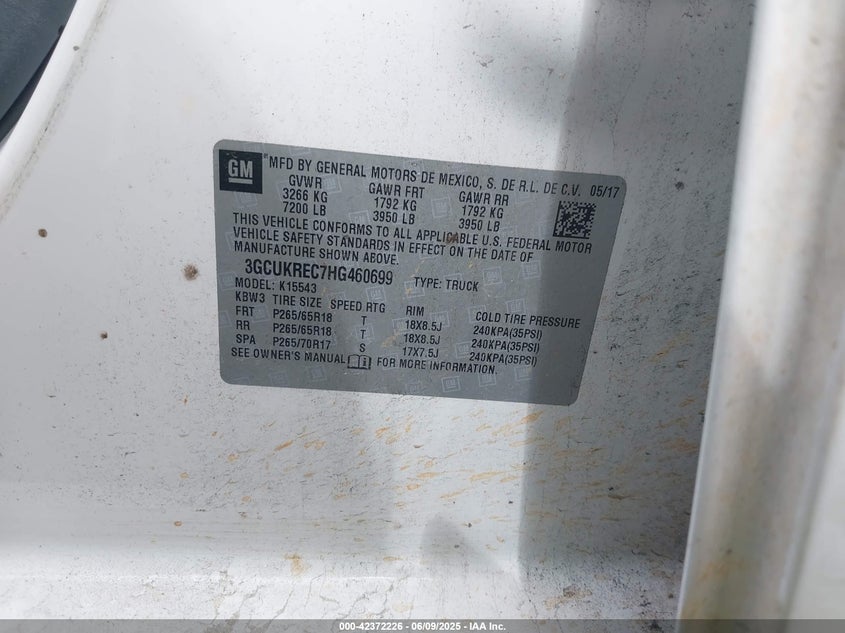 GM ® MFD BY GENERAL MOTORS DE MEXICO, S. DE R.L. DE C.V. 05/17
GVWR GAWR FRT GAWR RR
3266 KG 1792 KG 1792 KG
7200 LB 3950 LB 3950 LB
THIS VEHICLE CONFORMS TO ALL APPLICABLE U.S. FEDERAL MOTOR
VEHICLE SAFETY STANDARDS IN EFFECT ON THE DATE OF
MANUFACTURE SHOWN ABOVE.
3GCUKREC7HG460699 TYPE: TRUCK
MODEL: K15543
KBW3 TIRE SIZE SPEED RTG RIM COLD TIRE PRESSURE
FRT P265/65R18 T 18X8.5J 240KPA(35PSI)
RR P265/65R18 T 18X8.5J 240KPA(35PSI)
SPA P265/70R17 S 17X7.5J 240KPA(35PSI)
SEE OWNER'S MANUAL FOR MORE INFORMATION.
000-42372226 - 06/09/2025 - IAA Inc.